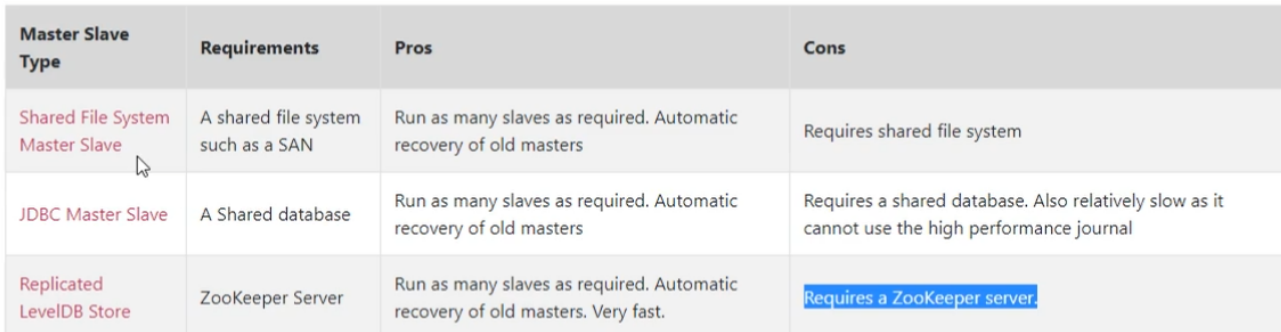 Master Slave
Type
Requirements
Pros
Cons
Shared File System
Master Slave
A shared file system
such as a SAN
Run as many slaves as required. Automatic
recovery of old masters
Requires shared file system
JDBC Master Slave
A Shared database
Run as many slaves as required. Automatic
recovery of old masters
Requires a shared database. Also relatively slow as it
cannot use the high performance journal
Replicated
LevelDB Store
ZooKeeper Server
Run as many slaves as required. Automatic
recovery of old masters. Very fast.
Requires a ZooKeeper server.